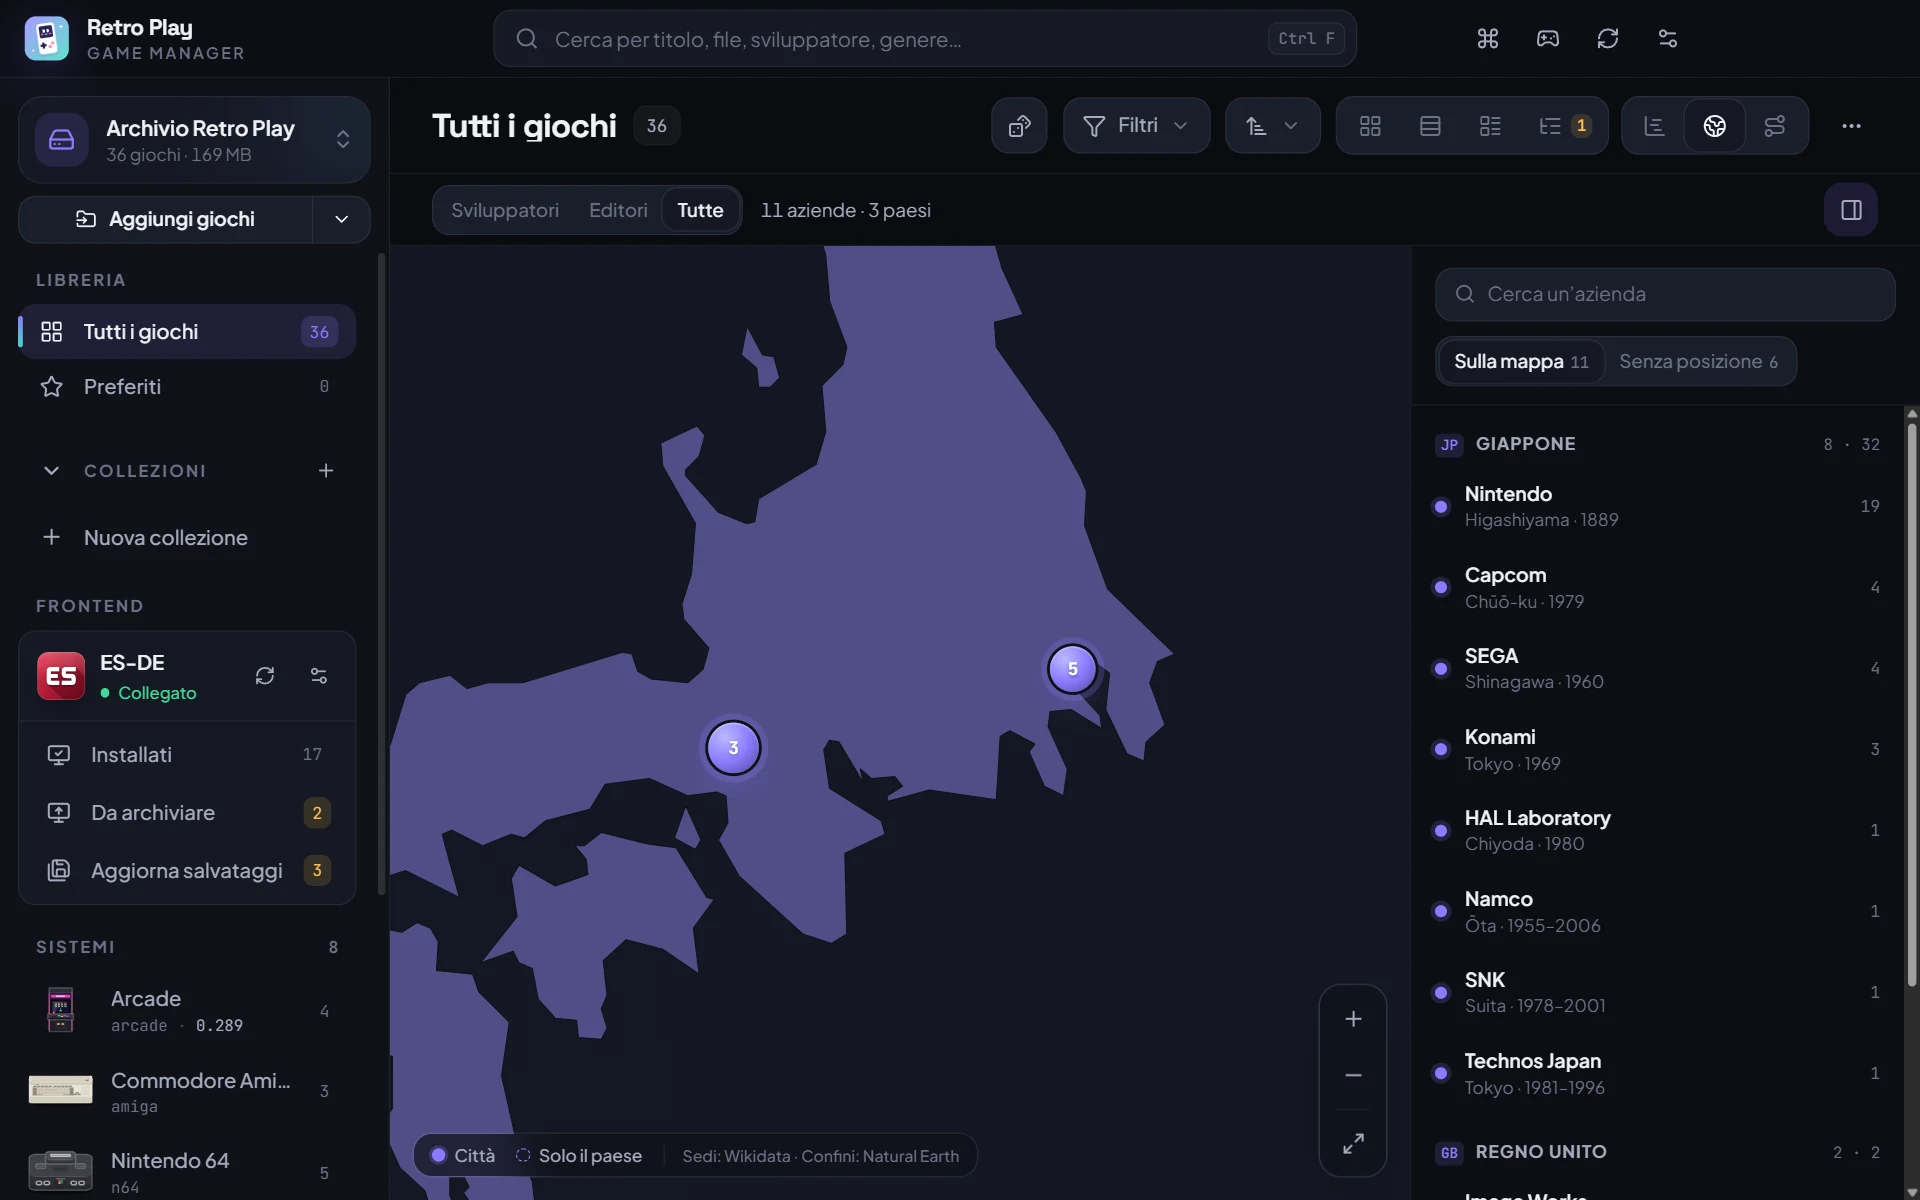 Retro Play
GAME MANAGER
Cerca per titolo, file, sviluppatore, genere…
Ctrl F
Archivio Retro Play
36 giochi · 169 MB
Aggiungi giochi
LIBRERIA
Tutti i giochi
36
Preferiti
0
COLLEZIONI
Nuova collezione
FRONTEND
ES
ES-DE
Collegato
Installati
17
Da archiviare
2
Aggiorna salvataggi
3
SISTEMI
8
Arcade
arcade · 0.289
4
Commodore Ami…
amiga
3
Nintendo 64
n64
5
Tutti i giochi
36
Filtri
1
Sviluppatori
Editori
Tutte
11 aziende · 3 paesi
5
3
Città
Solo il paese
Sedi: Wikidata · Confini: Natural Earth
Cerca un'azienda
Sulla mappa 11
Senza posizione 6
JP GIAPPONE
8 · 32
Nintendo
Higashiyama · 1889
19
Capcom
Chūō-ku · 1979
4
SEGA
Shinagawa · 1960
4
Konami
Tokyo · 1969
3
HAL Laboratory
Chiyoda · 1980
1
Namco
Ōta · 1955–2006
1
SNK
Suita · 1978–2001
1
Technos Japan
Tokyo · 1981–1996
1
GB REGNO UNITO
2 · 2
Image Works